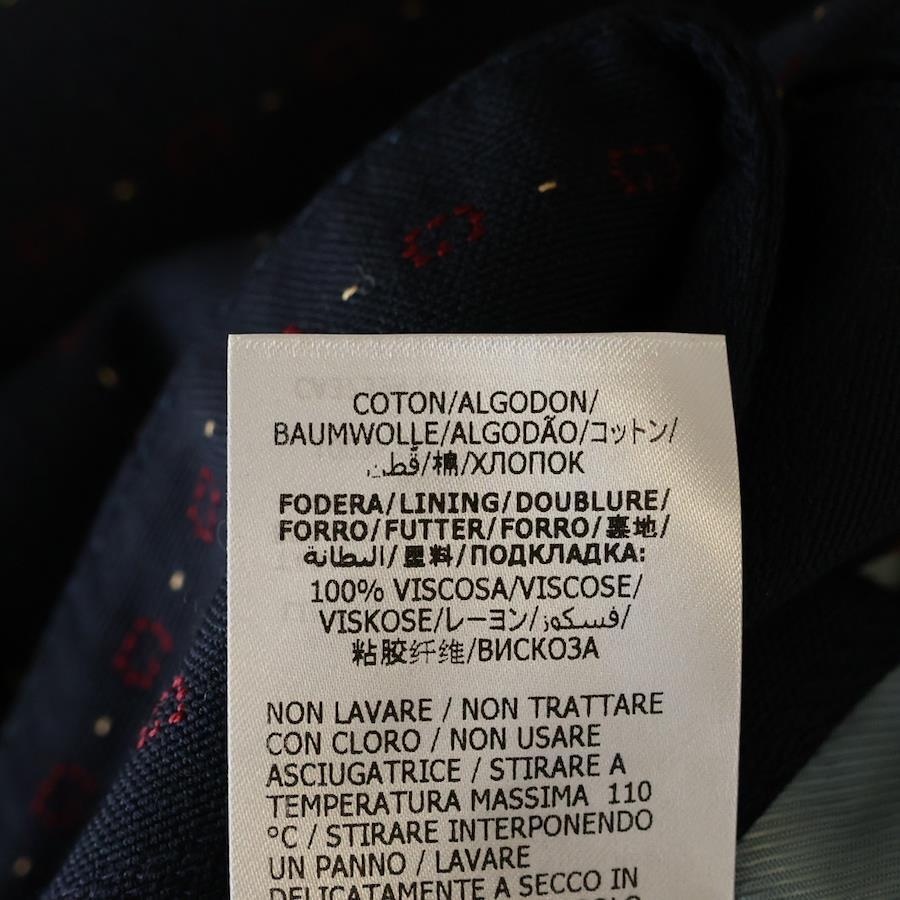 COTON/ALGODON/
BAUMWOLLE/ALGODÃO/コットン/
قطن/棉/ХЛОПОК
FODERA/LINING/DOUBLURE/
FORRO/FUTTER/FORRO/裏地/
البطانة/里料/ПОДКЛАДКА:
100% VISCOSA/VISCOSE/
VISKOSE/レーヨン/فسكوز/
粘胶纤维/ВИСКОЗА
NON LAVARE / NON TRATTARE
CON CLORO / NON USARE
ASCIUGATRICE / STIRARE A
TEMPERATURA MASSIMA 110
°C / STIRARE INTERPONENDO
UN PANNO / LAVARE
DELICATAMENTE A SECCO IN